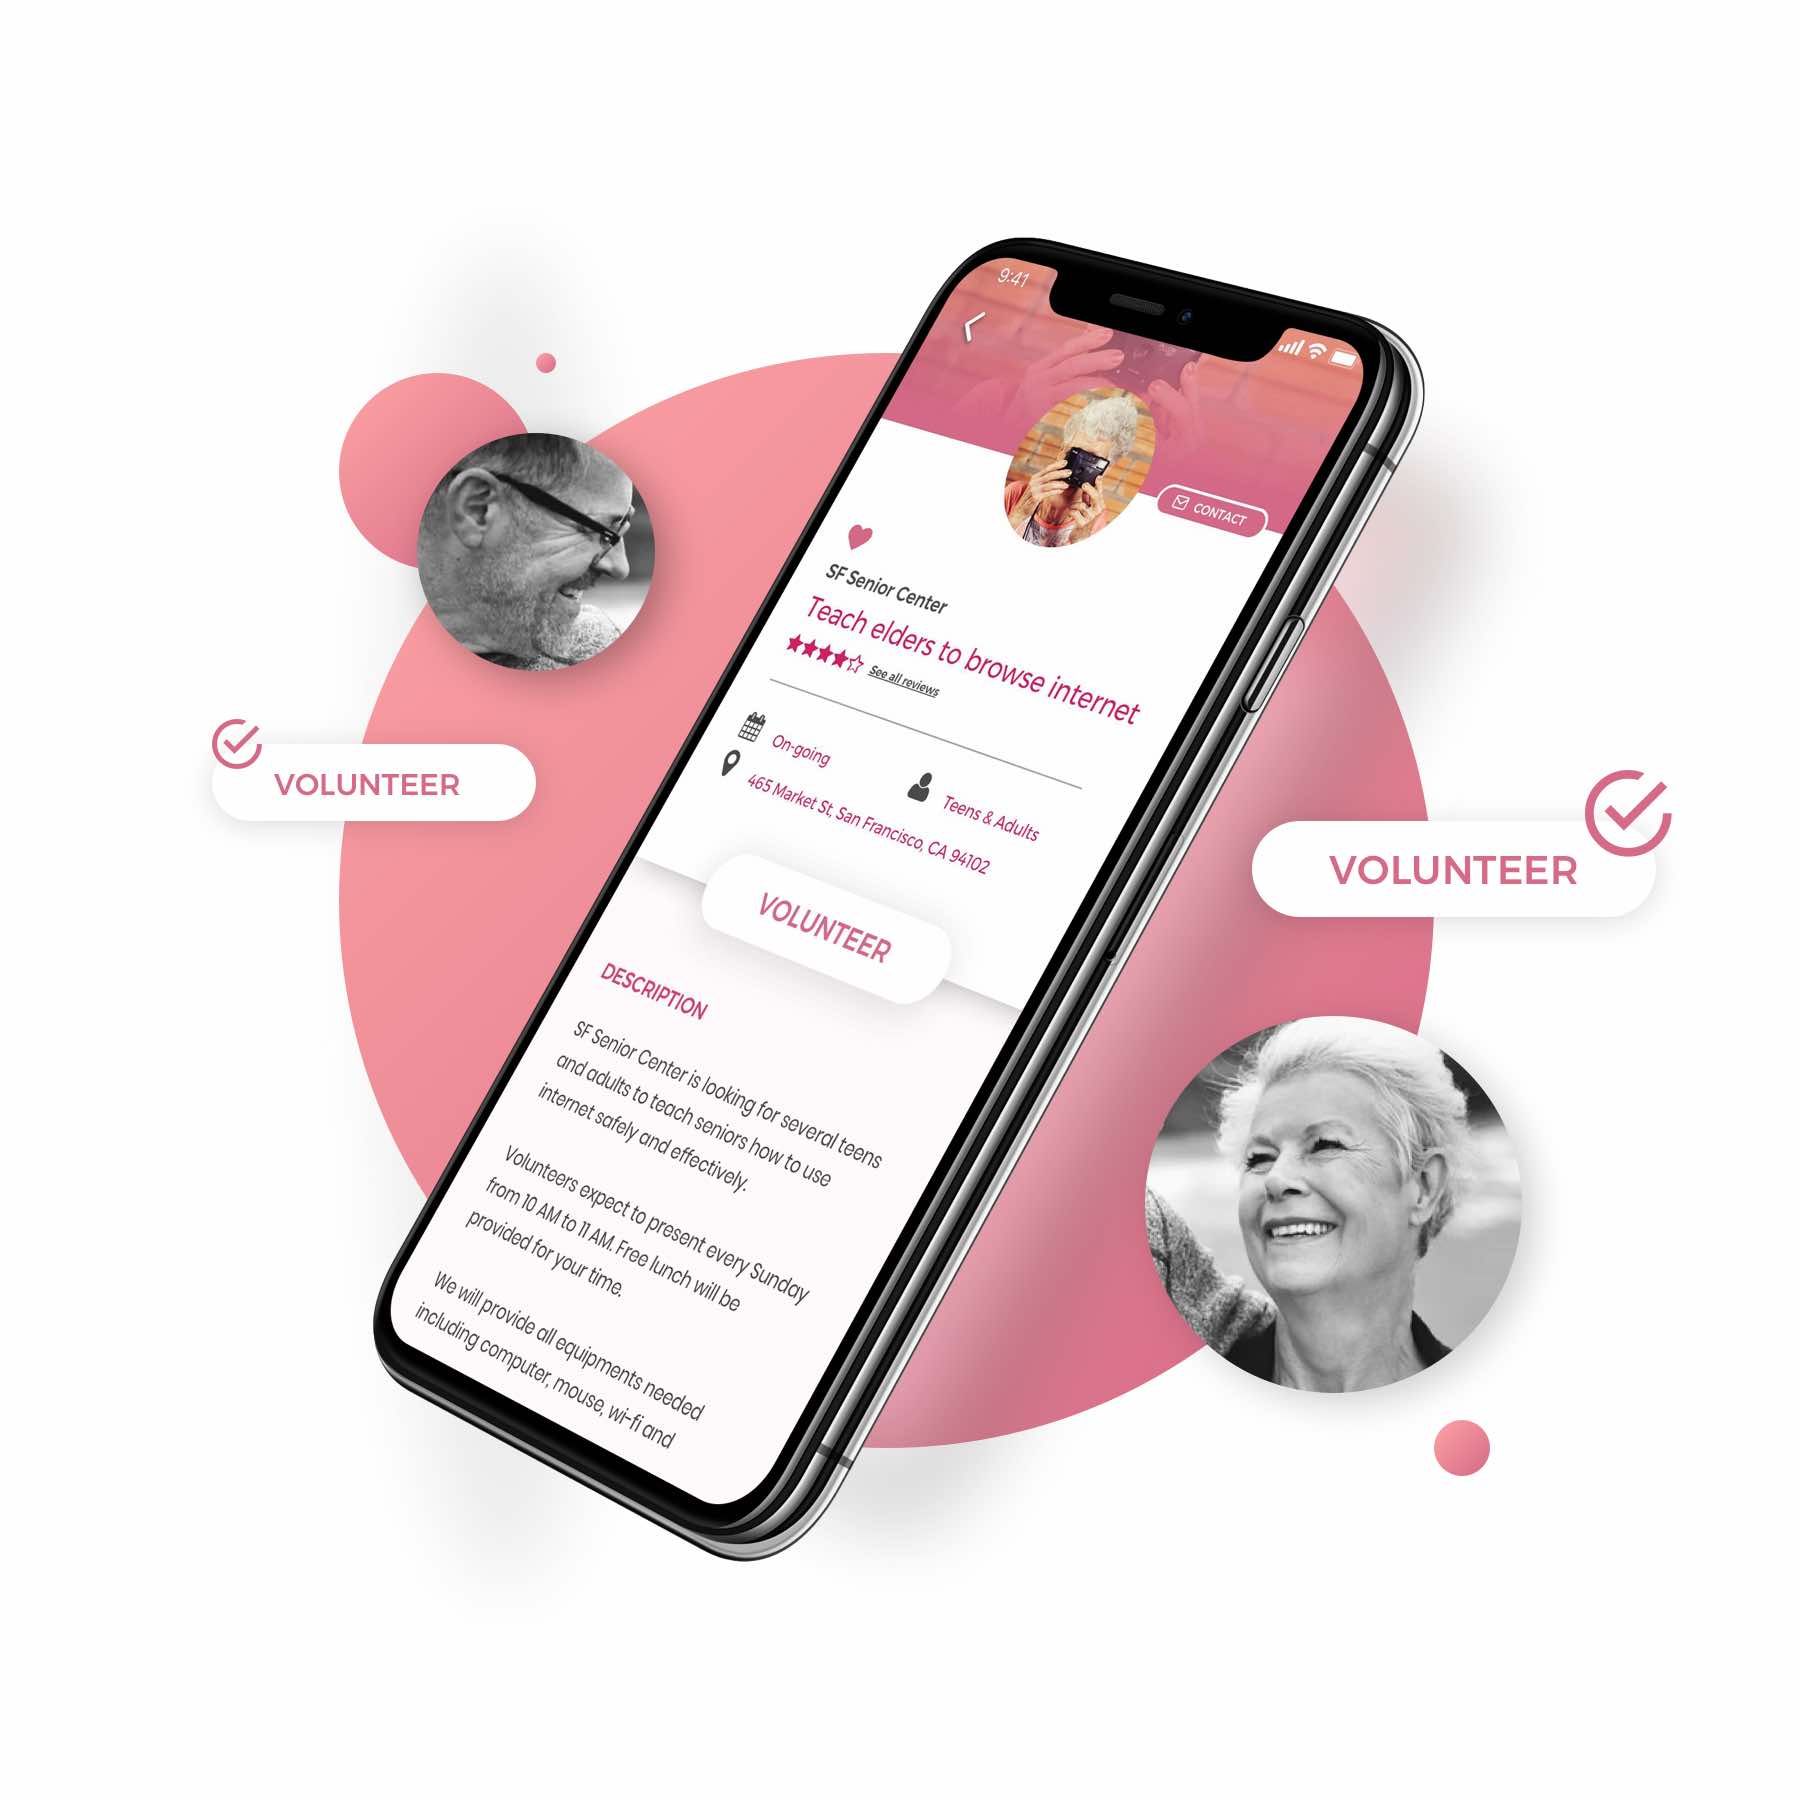 9:41
CONTACT
SF Senior Center
Teach elders to browse internet
See all reviews
On-going
Teens & Adults
465 Market St, San Francisco, CA 94102
VOLUNTEER
VOLUNTEER
VOLUNTEER
DESCRIPTION
SF Senior Center is looking for several teens
and adults to teach seniors how to use
internet safely and effectively.
Volunteers expect to present every Sunday
from 10 AM to 11 AM. Free lunch will be
provided for your time.
We will provide all equipments needed
including computer, mouse, wi-fi and